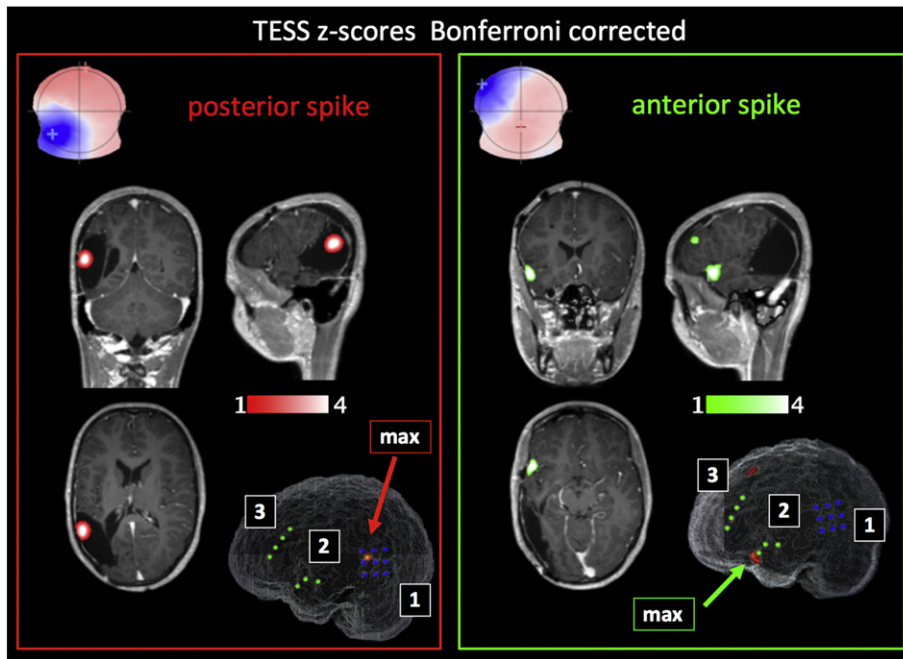 TESS z-scores Bonferroni corrected
posterior spike
1 4
max
3
2
1
anterior spike
1 4
3
2
1
max